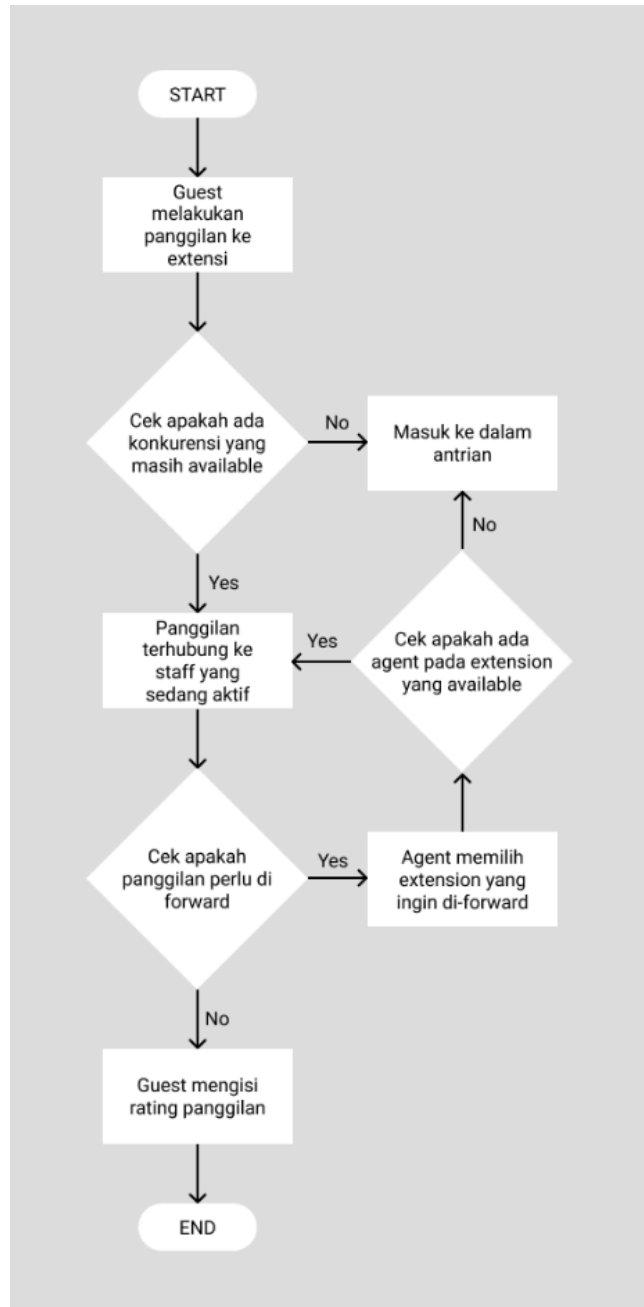 START
Guest
melakukan
panggilan ke
extensi
Cek apakah ada
konkurensi yang
masih available
No
Masuk ke dalam
antrian
No
Yes
Panggilan
terhubung ke
staff yang
sedang aktif
Yes
Cek apakah ada
agent pada extension
yang available
Cek apakah
panggilan perlu di
forward
Yes
Agent memilih
extension yang
ingin di-forward
No
Guest mengisi
rating panggilan
END